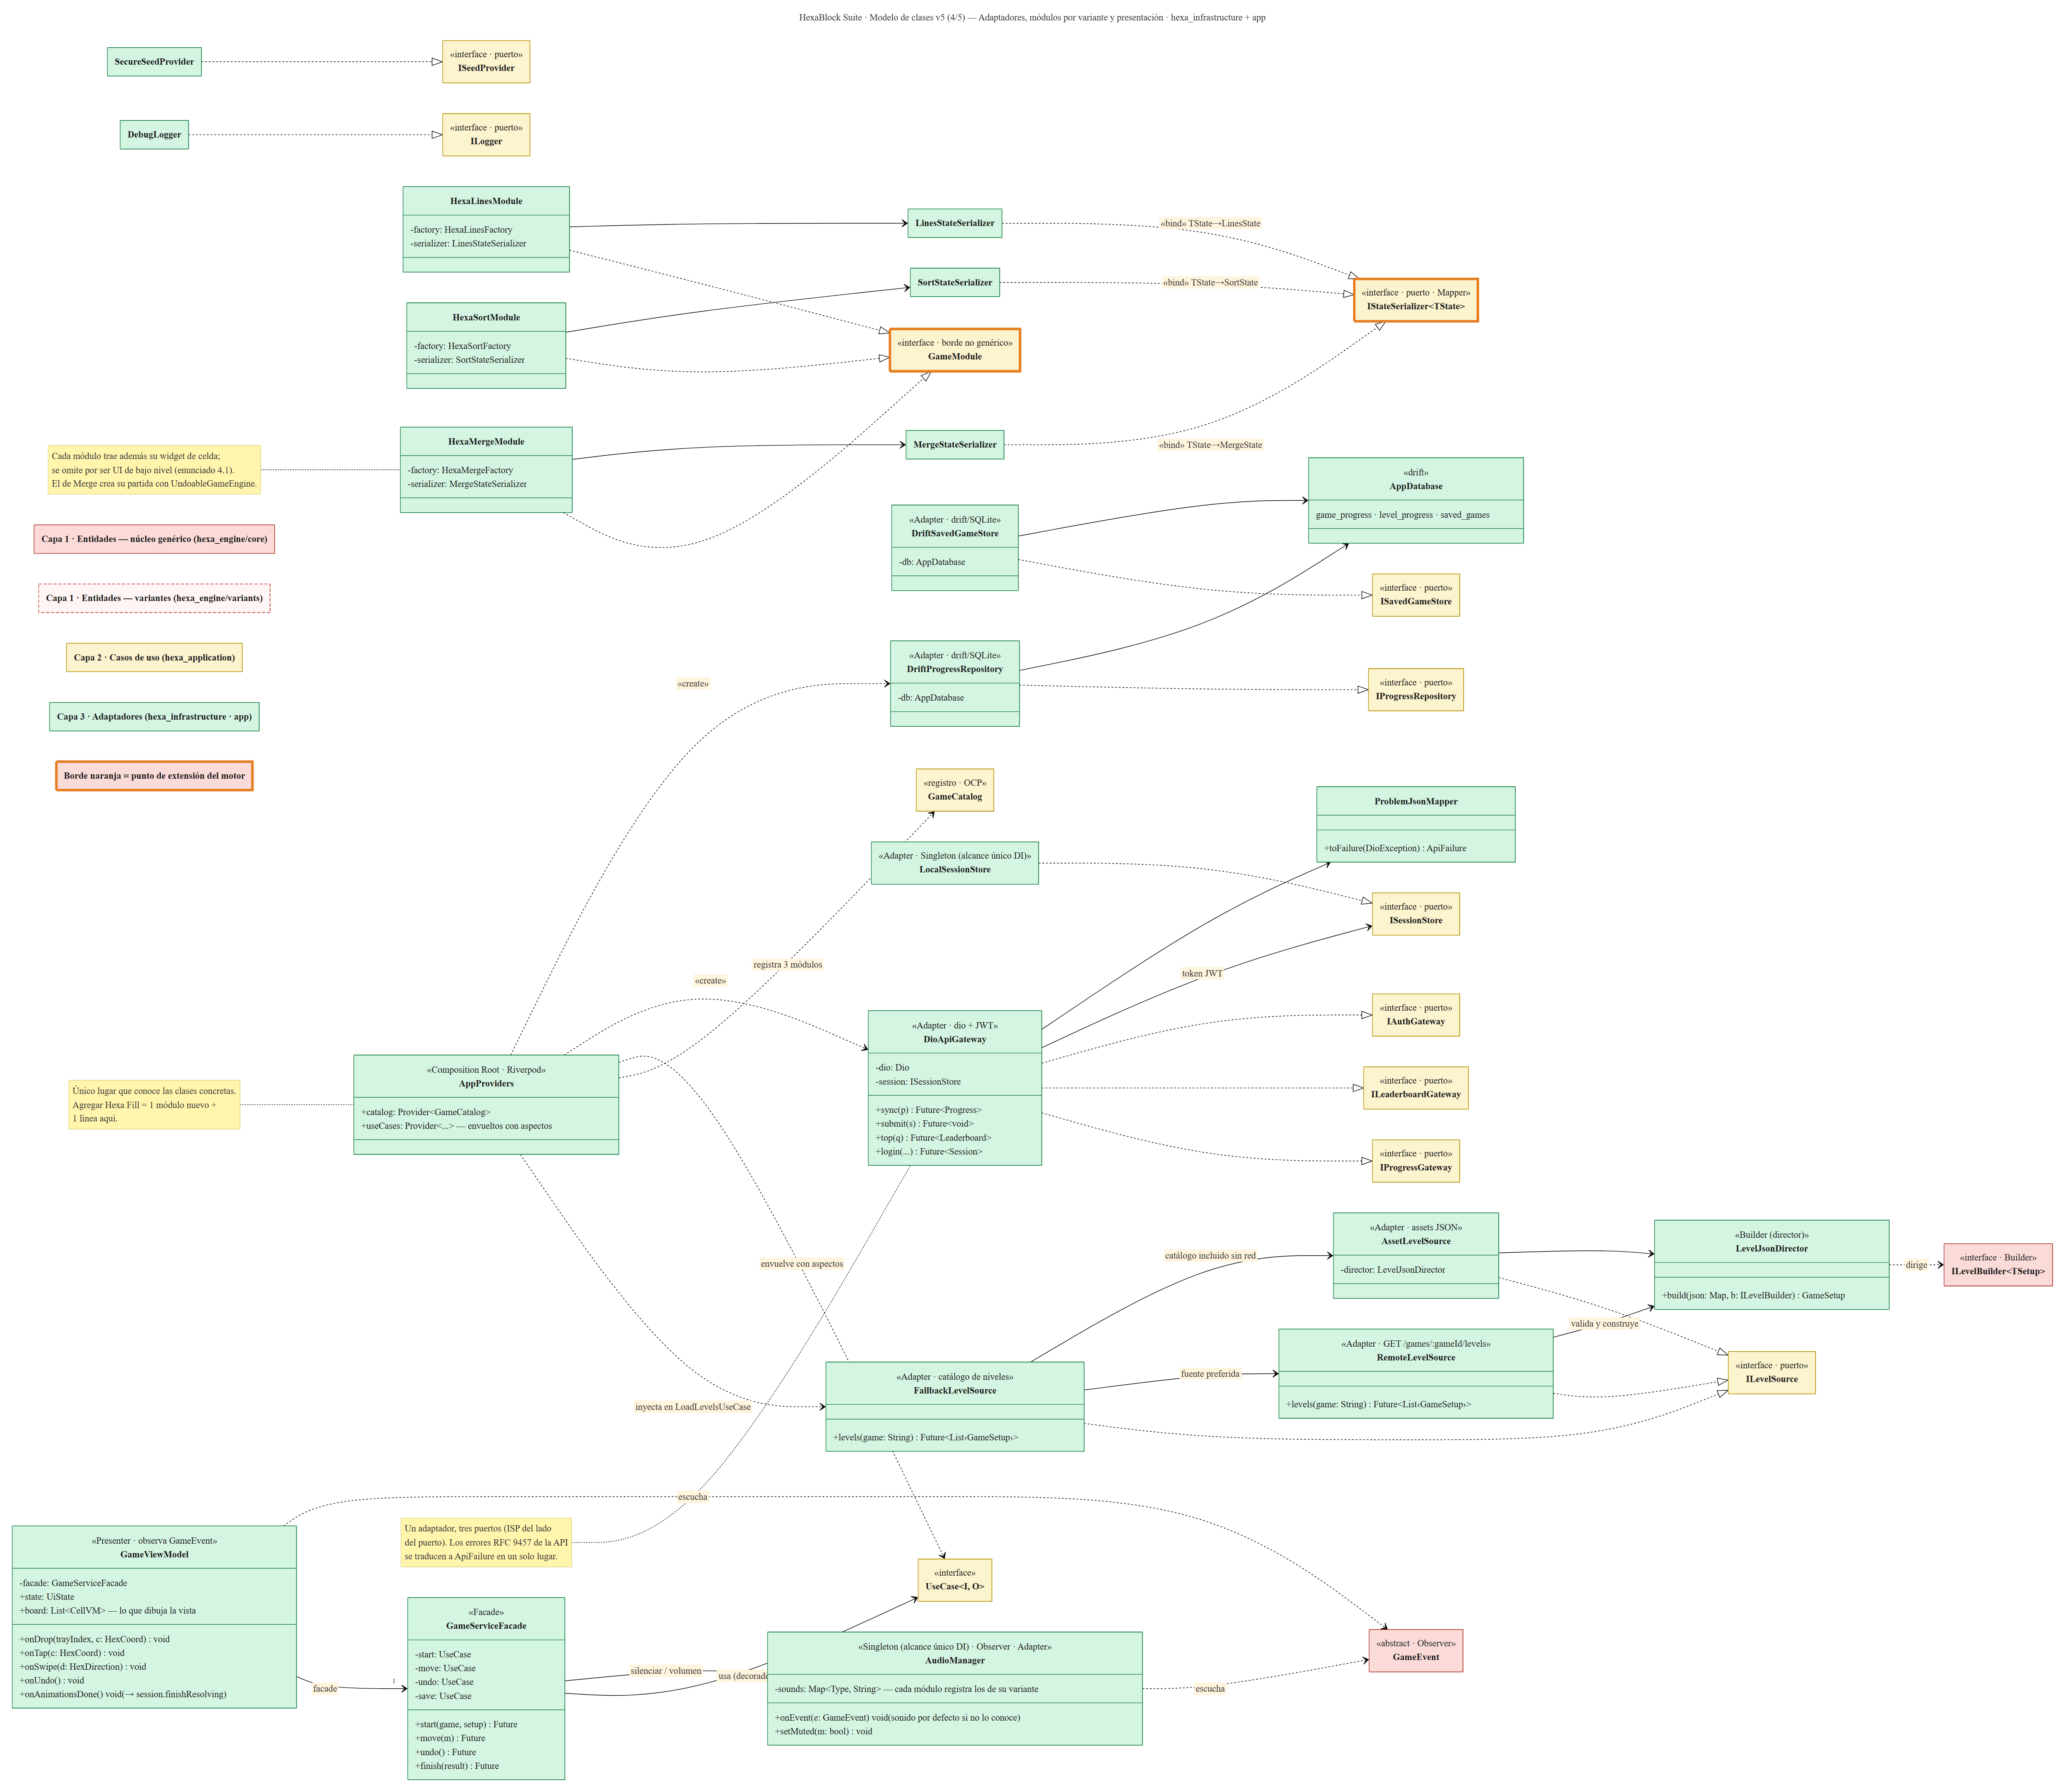 HexaBlock Suite · Modelo de clases v5 (4/5) — Adaptadores, módulos por variante y presentación · hexa_infrastructure + app
SecureSeedProvider
«interface · puerto»
ISeedProvider
DebugLogger
«interface · puerto»
ILogger
HexaLinesModule
-factory: HexaLinesFactory
-serializer: LinesStateSerializer
LinesStateSerializer
«bind» TState→LinesState
HexaSortModule
-factory: HexaSortFactory
-serializer: SortStateSerializer
SortStateSerializer
«bind» TState→SortState
«interface · puerto · Mapper»
IStateSerializer<TState>
«interface · borde no genérico»
GameModule
HexaMergeModule
-factory: HexaMergeFactory
-serializer: MergeStateSerializer
MergeStateSerializer
«bind» TState→MergeState
Cada módulo trae además su widget de celda;
se omite por ser UI de bajo nivel (enunciado 4.1).
El de Merge crea su partida con UndoableGameEngine.
Capa 1 · Entidades — núcleo genérico (hexa_engine/core)
Capa 1 · Entidades — variantes (hexa_engine/variants)
Capa 2 · Casos de uso (hexa_application)
Capa 3 · Adaptadores (hexa_infrastructure · app)
Borde naranja = punto de extensión del motor
«drift»
AppDatabase
game_progress · level_progress · saved_games
«Adapter · drift/SQLite»
DriftSavedGameStore
-db: AppDatabase
«interface · puerto»
ISavedGameStore
«Adapter · drift/SQLite»
DriftProgressRepository
-db: AppDatabase
«interface · puerto»
IProgressRepository
«create»
«registro · OCP»
GameCatalog
«Adapter · Singleton (alcance único DI)»
LocalSessionStore
ProblemJsonMapper
+toFailure(DioException) : ApiFailure
«interface · puerto»
ISessionStore
registra 3 módulos
«create»
token JWT
«Adapter · dio + JWT»
DioApiGateway
-dio: Dio
-session: ISessionStore
+sync(p) : Future<Progress>
+submit(s) : Future<void>
+top(q) : Future<Leaderboard>
+login(...) : Future<Session>
«interface · puerto»
IAuthGateway
«interface · puerto»
ILeaderboardGateway
«interface · puerto»
IProgressGateway
Único lugar que conoce las clases concretas.
Agregar Hexa Fill = 1 módulo nuevo +
1 línea aquí.
«Composition Root · Riverpod»
AppProviders
+catalog: Provider<GameCatalog>
+useCases: Provider<...> — envueltos con aspectos
envuelve con aspectos
catálogo incluido sin red
«Adapter · assets JSON»
AssetLevelSource
-director: LevelJsonDirector
«Builder (director)»
LevelJsonDirector
+build(json: Map, b: ILevelBuilder) : GameSetup
dirige
«interface · Builder»
ILevelBuilder<TSetup>
valida y construye
«Adapter · GET /games/:gameId/levels»
RemoteLevelSource
+levels(game: String) : Future<List‹GameSetup›>
«interface · puerto»
ILevelSource
fuente preferida
inyecta en LoadLevelsUseCase
«Adapter · catálogo de niveles»
FallbackLevelSource
+levels(game: String) : Future<List‹GameSetup›>
escucha
Un adaptador, tres puertos (ISP del lado
del puerto). Los errores RFC 9457 de la API
se traducen a ApiFailure en un solo lugar.
«Presenter · observa GameEvent»
GameViewModel
-facade: GameServiceFacade
+state: UiState
+board: List<CellVM> — lo que dibuja la vista
+onDrop(trayIndex, c: HexCoord) : void
+onTap(c: HexCoord) : void
+onSwipe(d: HexDirection) : void
+onUndo() : void
+onAnimationsDone() void(→ session.finishResolving)
facade
1
«Facade»
GameServiceFacade
-start: UseCase
-move: UseCase
-undo: UseCase
-save: UseCase
+start(game, setup) : Future
+move(m) : Future
+undo() : Future
+finish(result) : Future
silenciar / volumen
usa (decorado
«interface»
UseCase<I, O>
«Singleton (alcance único DI) · Observer · Adapter»
AudioManager
-sounds: Map<Type, String> — cada módulo registra los de su variante
+onEvent(e: GameEvent) void(sonido por defecto si no lo conoce)
+setMuted(m: bool) : void
escucha
«abstract · Observer»
GameEvent